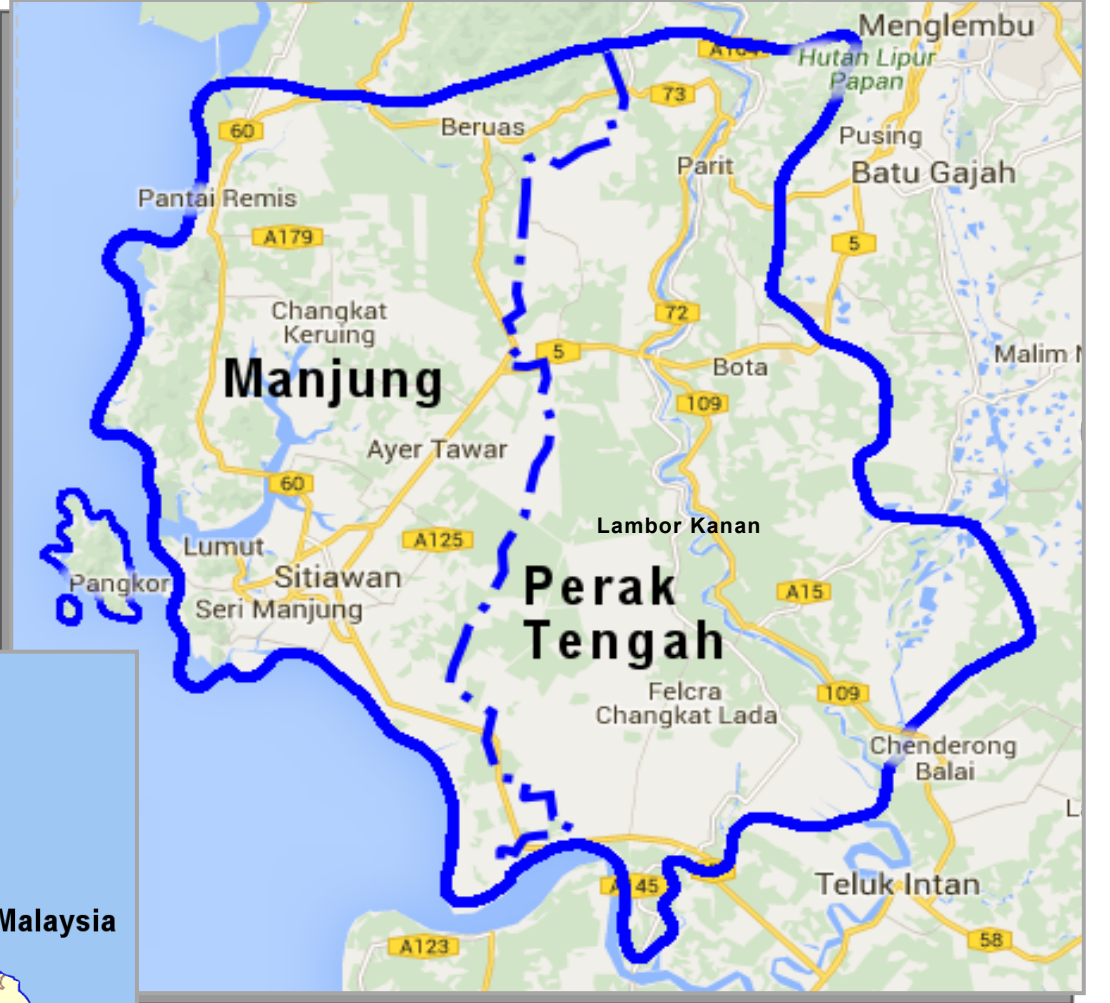 Menglembu
A164
Hutan Lipur
Papan
73
60
Beruas
Pusing
Parit
Batu Gajah
Pantai Remis
A179
5
Changkat
Keruing
72
5
Malim
Manjung
Bota
109
Ayer Tawar
60
Lambor Kanan
A125
Lumut
Pangkor
Sitiawan
Perak
A15
Seri Manjung
Tengah
Felcra
Changkat Lada
109
Chenderong
Balai
Teluk Intan
A145
Malaysia
A123
58